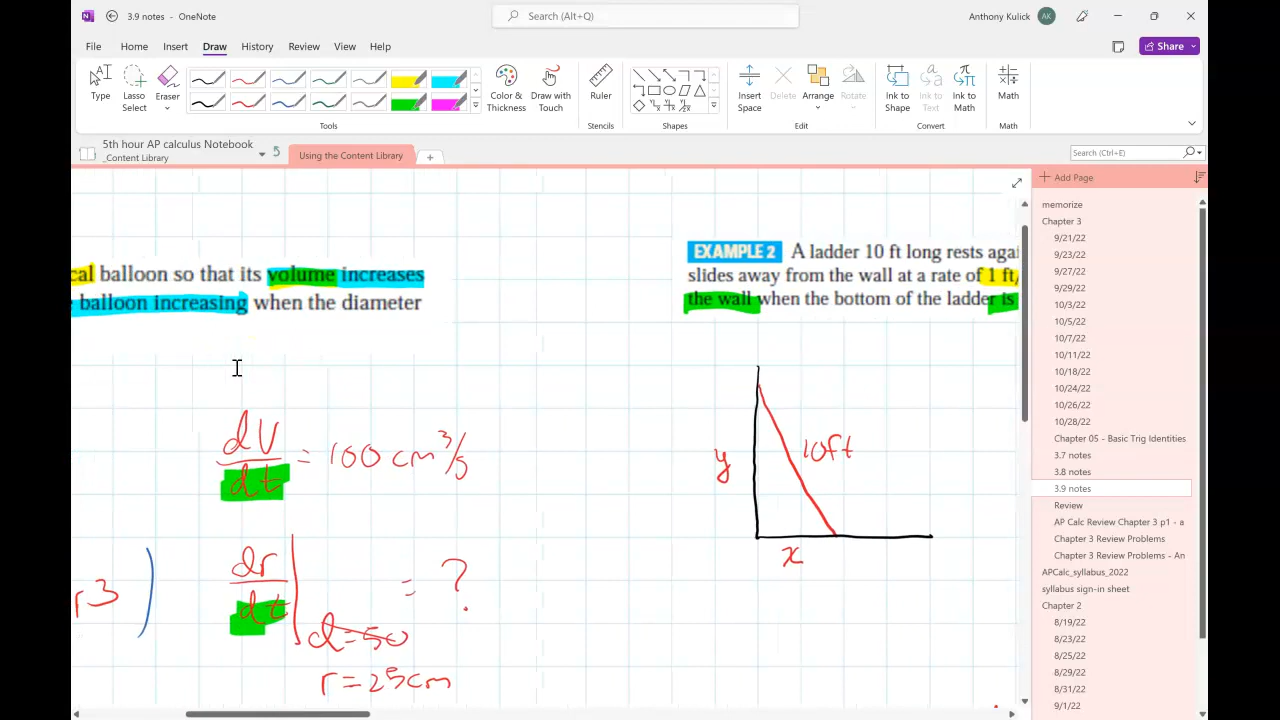 3.9 notes - OneNote
Search (Alt+Q)
Anthony Kulick
AK
File Home Insert Draw History Review View Help
Share
Type
Lasso Select
Eraser
Color & Thickness
Draw with Touch
Ruler
Insert Space
Delete
Arrange
Rotate
Ink to Shape
Ink to Text
Ink to Math
Math
Tools
Stencils
Shapes
Edit
Convert
Math
5th hour AP calculus Notebook
_Content Library
Using the Content Library
Search (Ctrl+E)
cal balloon so that its volume increases
balloon increasing when the diameter
dV/dt = 100 cm³/s
dr/dt | = ?
d=50
r = 25cm
r3 )
EXAMPLE 2 A ladder 10 ft long rests agai
slides away from the wall at a rate of 1 ft/
the wall when the bottom of the ladder is
y
10ft
x
Add Page
memorize
Chapter 3
9/21/22
9/23/22
9/27/22
9/29/22
10/3/22
10/5/22
10/7/22
10/11/22
10/18/22
10/24/22
10/26/22
10/28/22
Chapter 05 - Basic Trig Identities
3.7 notes
3.8 notes
3.9 notes
Review
AP Calc Review Chapter 3 p1 - a
Chapter 3 Review Problems
Chapter 3 Review Problems - An
APCalc_syllabus_2022
syllabus sign-in sheet
Chapter 2
8/19/22
8/23/22
8/25/22
8/29/22
8/31/22
9/1/22